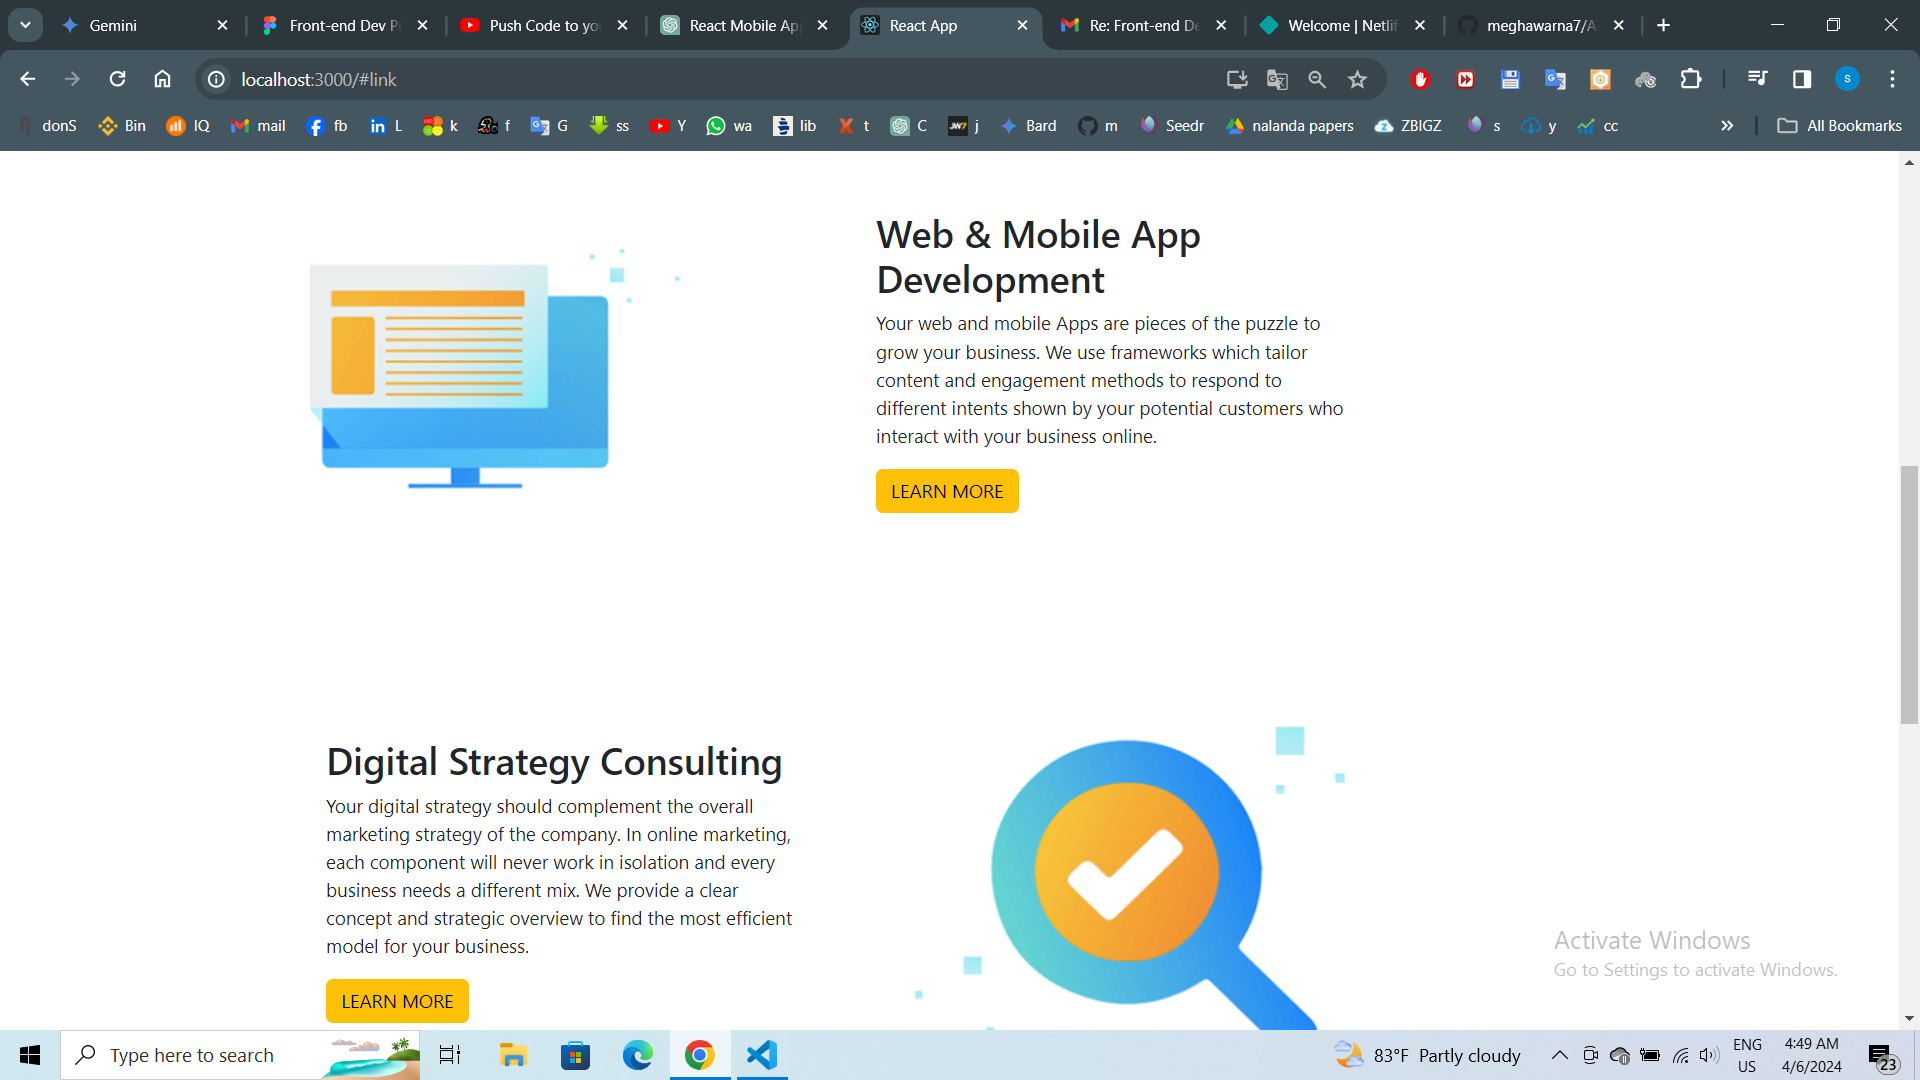 Gemini
Front-end Dev Pr
Push Code to yo
React Mobile Ap
React App
Re: Front-end De
Welcome | Netlif
meghawarna7/A
localhost:3000/#link
S
donS
Bin
IQ
mail
fb
L
k
f
G
ss
Y
wa
lib
t
C
j
Bard
m
Seedr
nalanda papers
ZBIGZ
s
y
cc
All Bookmarks
Web & Mobile App
Development
Your web and mobile Apps are pieces of the puzzle to
grow your business. We use frameworks which tailor
content and engagement methods to respond to
different intents shown by your potential customers who
interact with your business online.
LEARN MORE
Digital Strategy Consulting
Your digital strategy should complement the overall
marketing strategy of the company. In online marketing,
each component will never work in isolation and every
business needs a different mix. We provide a clear
concept and strategic overview to find the most efficient
model for your business.
LEARN MORE
Activate Windows
Go to Settings to activate Windows.
Type here to search
83°F Partly cloudy
ENG
US
4:49 AM
4/6/2024
23